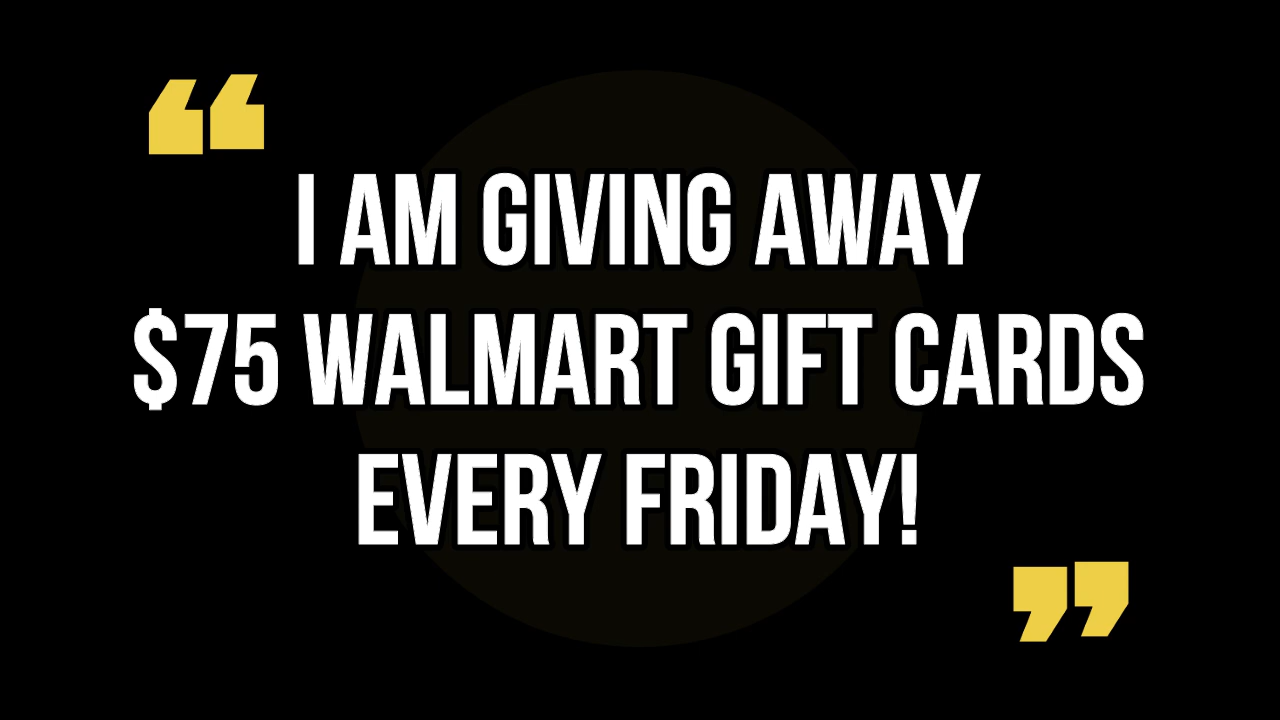 “
I AM GIVING AWAY
$75 WALMART GIFT CARDS
EVERY FRIDAY!
”